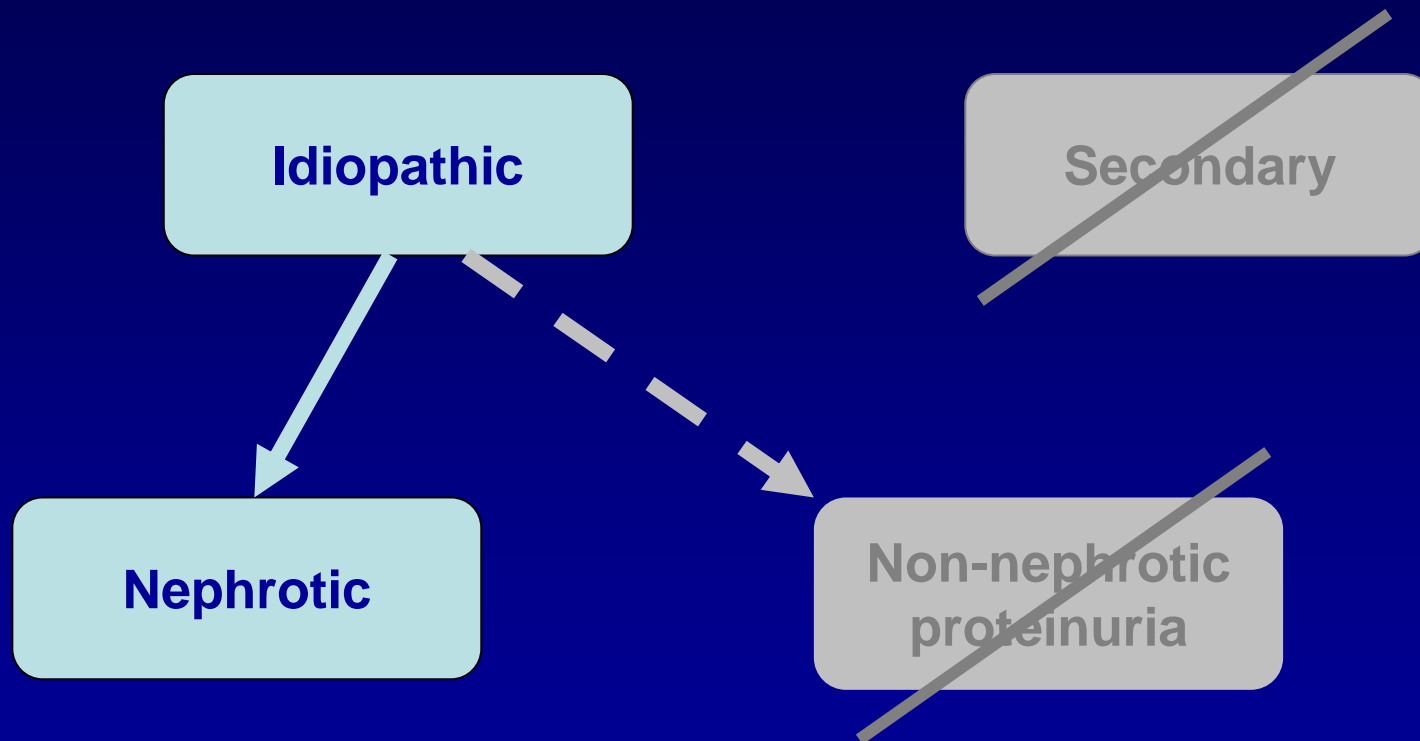 Idiopathic
Secondary
Nephrotic
Non-nephrotic
proteinuria